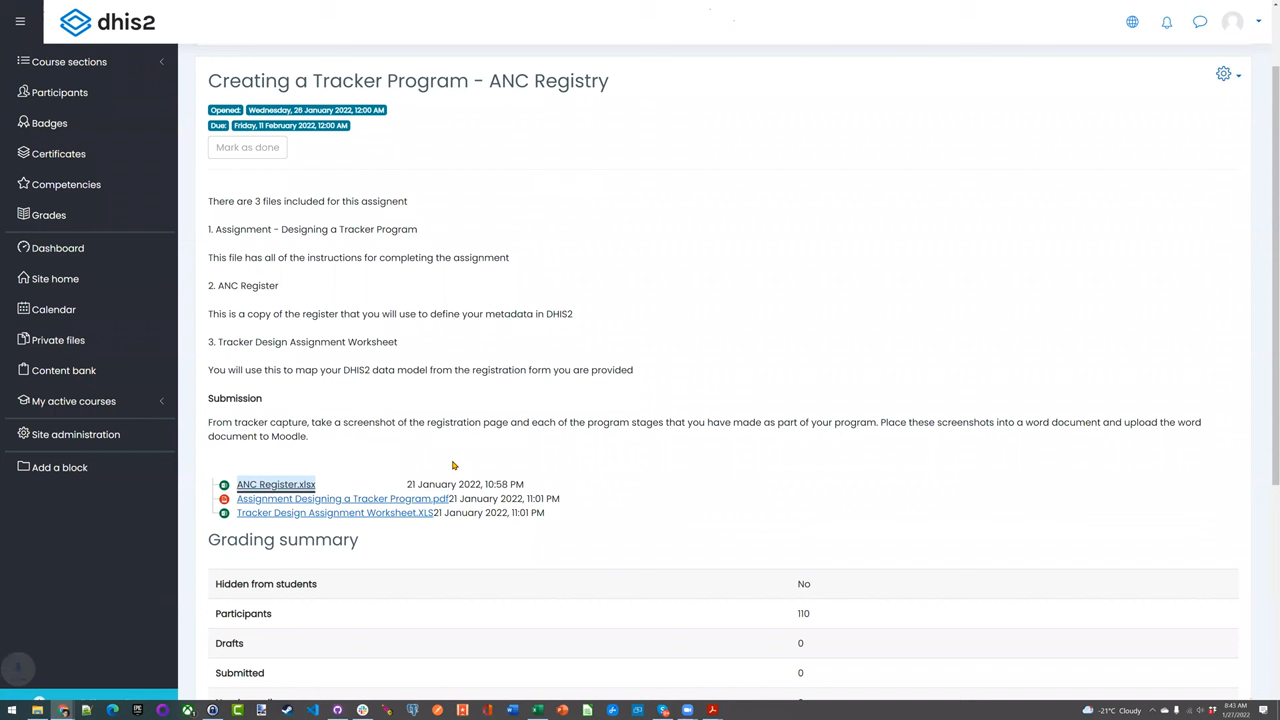 dhis2
Course sections
Participants
Badges
Certificates
Competencies
Grades
Dashboard
Site home
Calendar
Private files
Content bank
My active courses
Site administration
Add a block
Creating a Tracker Program - ANC Registry
Opened: Wednesday, 26 January 2022, 12:00 AM
Due: Friday, 11 February 2022, 12:00 AM
Mark as done
There are 3 files included for this assignent
1. Assignment - Designing a Tracker Program
This file has all of the instructions for completing the assignment
2. ANC Register
This is a copy of the register that you will use to define your metadata in DHIS2
3. Tracker Design Assignment Worksheet
You will use this to map your DHIS2 data model from the registration form you are provided
Submission
From tracker capture, take a screenshot of the registration page and each of the program stages that you have made as part of your program. Place these screenshots into a word document and upload the word
document to Moodle.
ANC Register.xlsx 21 January 2022, 10:58 PM
Assignment Designing a Tracker Program.pdf 21 January 2022, 11:01 PM
Tracker Design Assignment Worksheet.XLS 21 January 2022, 11:01 PM
Grading summary
Hidden from students No
Participants 110
Drafts 0
Submitted 0
-21°C Cloudy
8:43 AM
1/27/2022